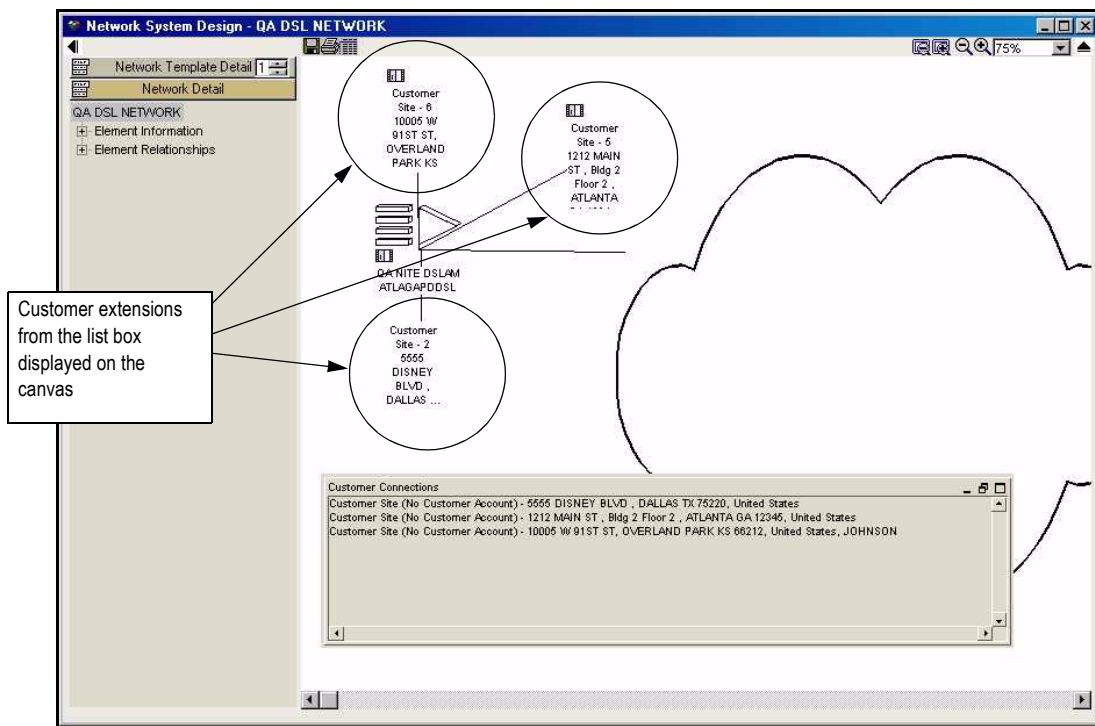 Network System Design - QA DSL NETWORK
75%
Network Template Detail 1
Network Detail
QA DSL NETWORK
Element Information
Element Relationships
Customer
Site - 6
10005 W
91ST ST,
OVERLAND
PARK KS
Customer
Site - 5
1212 MAIN
ST , Bldg 2
Floor 2 ,
ATLANTA
QA NITE DSLAM
ATLAGAPDDSL
Customer
Site - 2
5555
DISNEY
BLVD ,
DALLAS ...
Customer extensions
from the list box
displayed on the
canvas
Customer Connections
Customer Site (No Customer Account) - 5555 DISNEY BLVD , DALLAS TX 75220, United States
Customer Site (No Customer Account) - 1212 MAIN ST , Bldg 2 Floor 2 , ATLANTA GA 12345, United States
Customer Site (No Customer Account) - 10005 W 91ST ST, OVERLAND PARK KS 66212, United States, JOHNSON